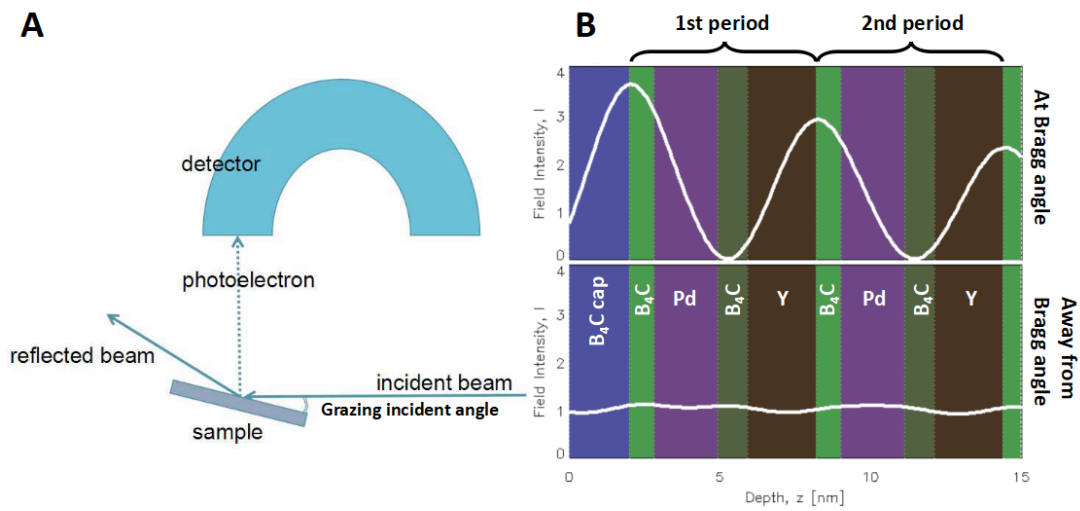 A
detector
photoelectron
reflected beam
incident beam
Grazing incident angle
sample
B
1st period
2nd period
4
3
2
1
0
Field Intensity, I
At Bragg angle
4
3
2
1
0
Field Intensity, I
B₄C cap
B₄C
Pd
B₄C
Y
B₄C
Pd
B₄C
Y
Away from
Bragg angle
0
5
10
15
Depth, z [nm]